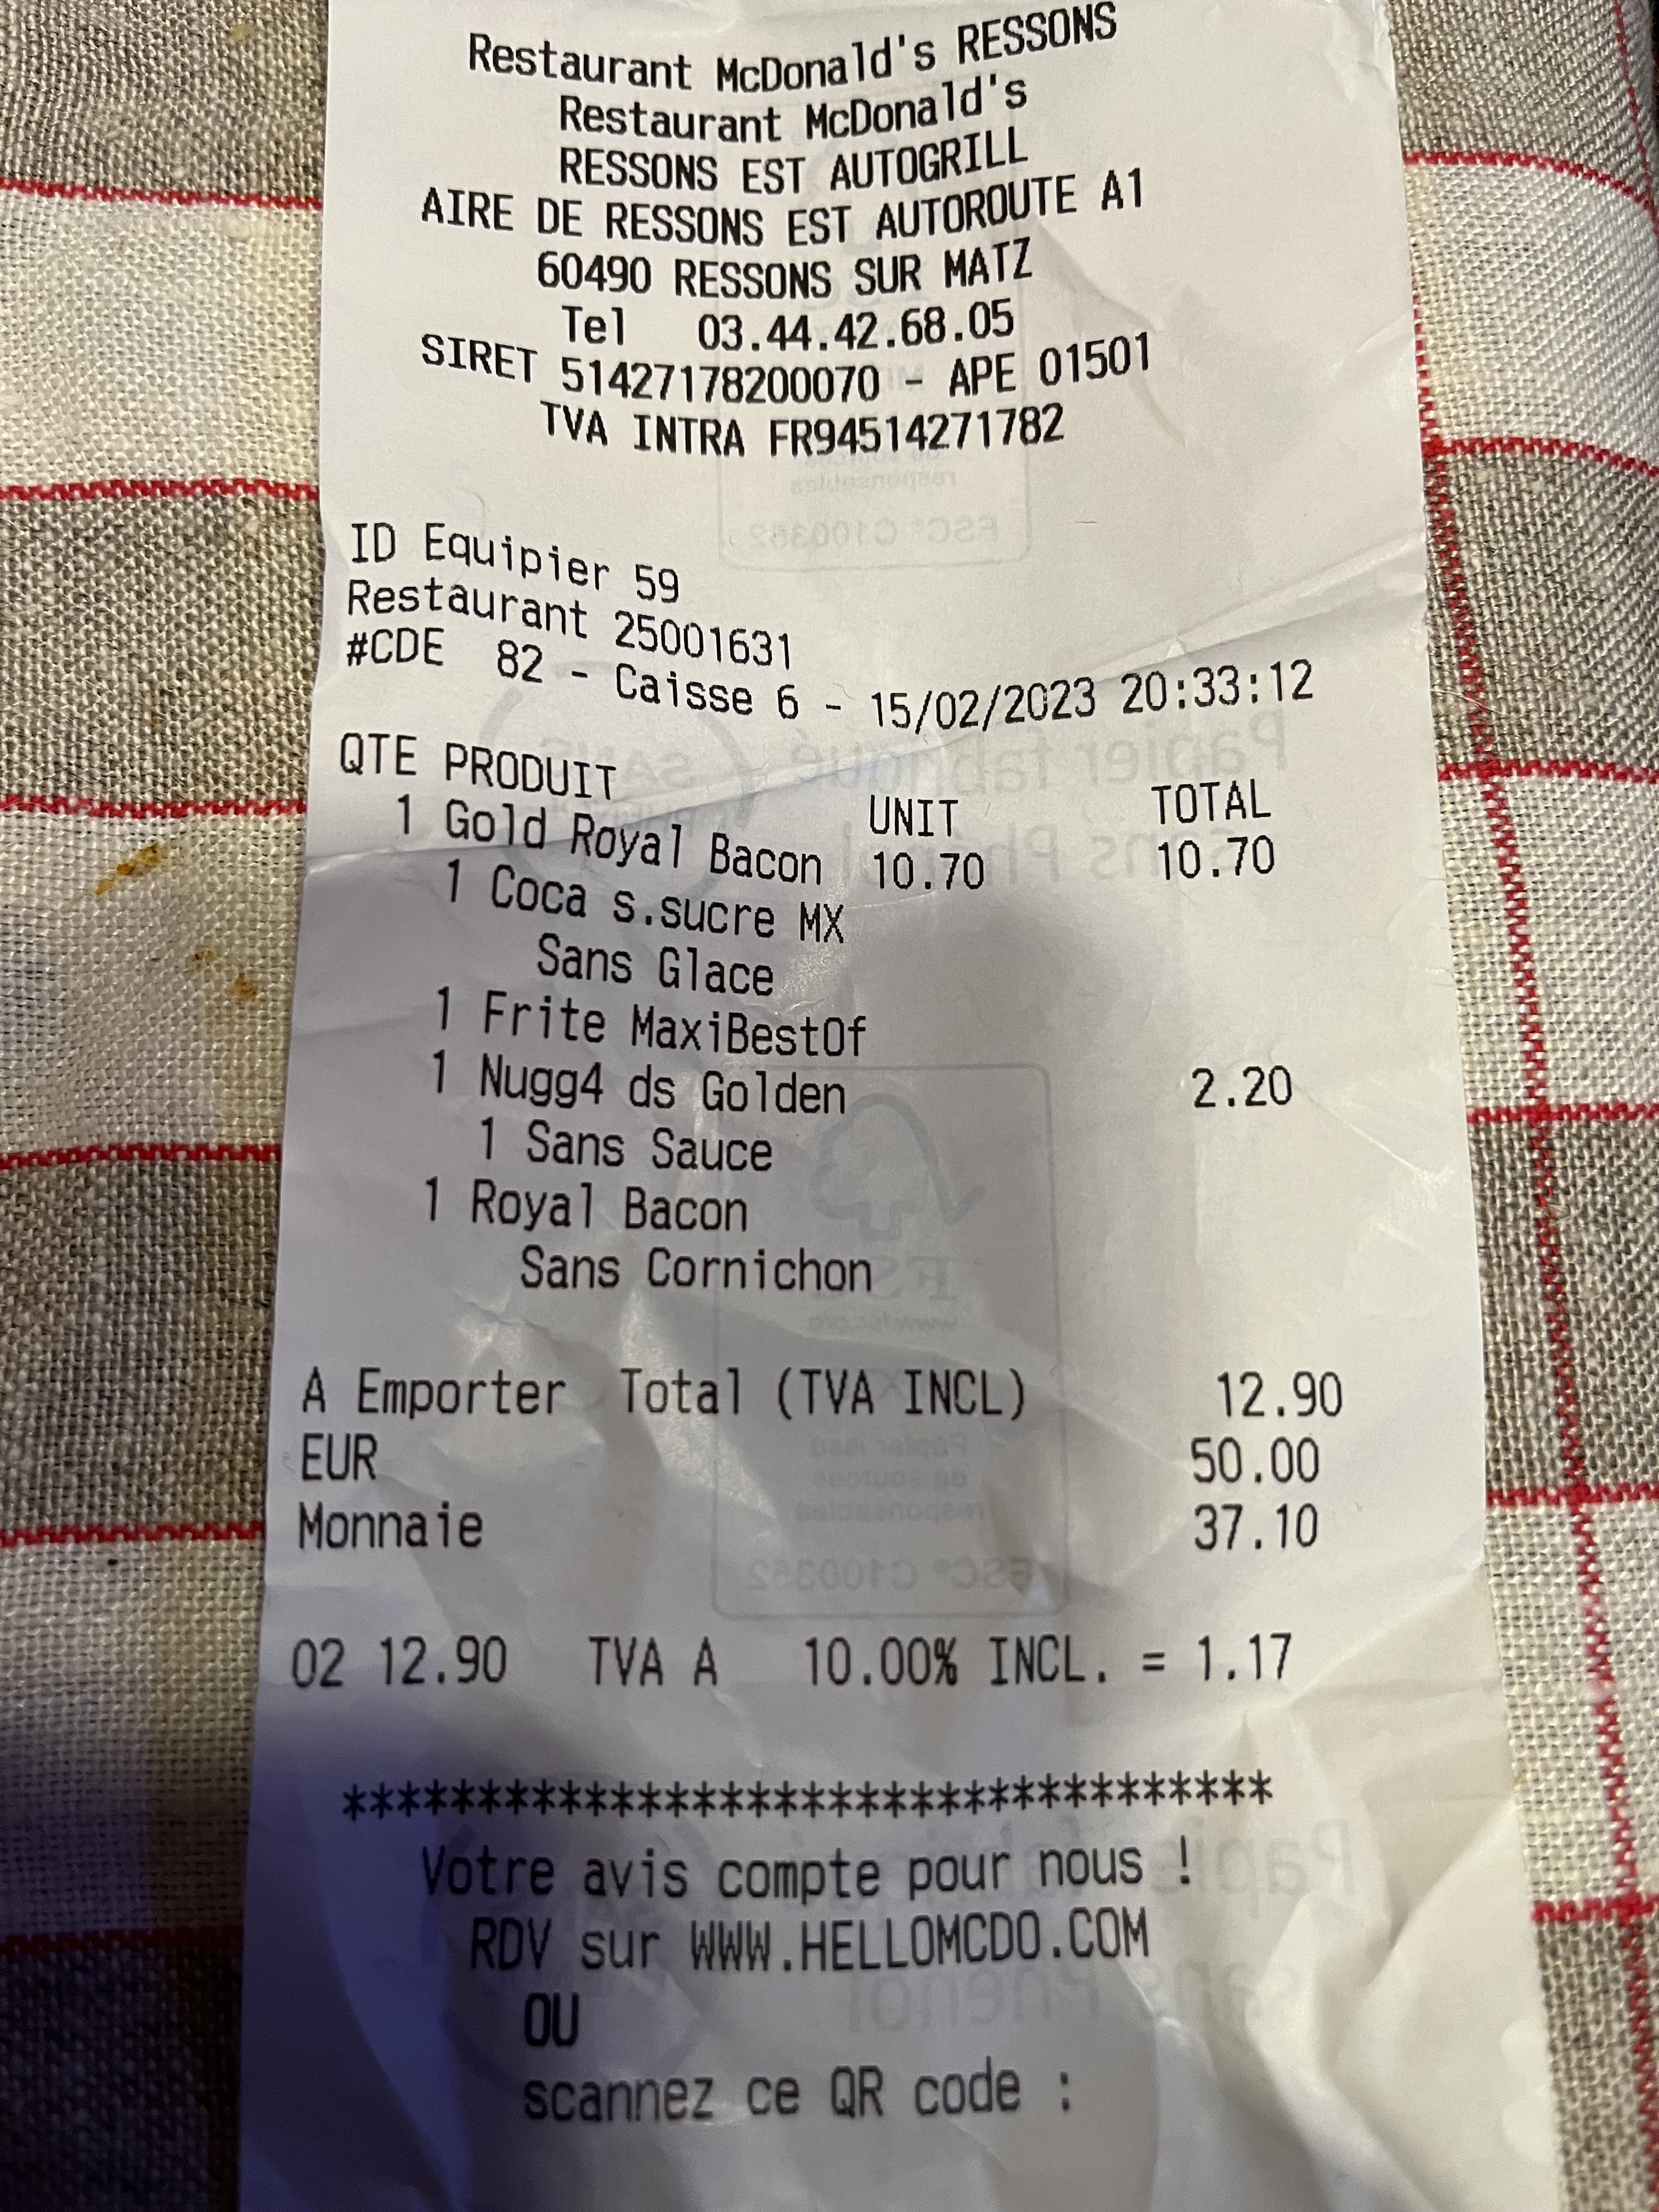 Restaurant McDonald's RESSONS
Restaurant McDonald's
RESSONS EST AUTOGRILL
AIRE DE RESSONS EST AUTOROUTE A1
60490 RESSONS SUR MATZ
Tel 03.44.42.68.05
SIRET 51427178200070 - APE 01501
TVA INTRA FR94514271782
ID Equipier 59
Restaurant 25001631
#CDE 82 - Caisse 6 - 15/02/2023 20:33:12
QTE PRODUIT UNIT TOTAL
1 Gold Royal Bacon 10.70 10.70
1 Coca s.sucre MX
Sans Glace
1 Frite MaxiBestOf
1 Nugg4 ds Golden 2.20
1 Sans Sauce
1 Royal Bacon
Sans Cornichon
A Emporter Total (TVA INCL) 12.90
EUR 50.00
Monnaie 37.10
02 12.90 TVA A 10.00% INCL. = 1.17
***********************************
Votre avis compte pour nous !
RDV sur WWW.HELLOMCDO.COM
OU
scannez ce QR code :